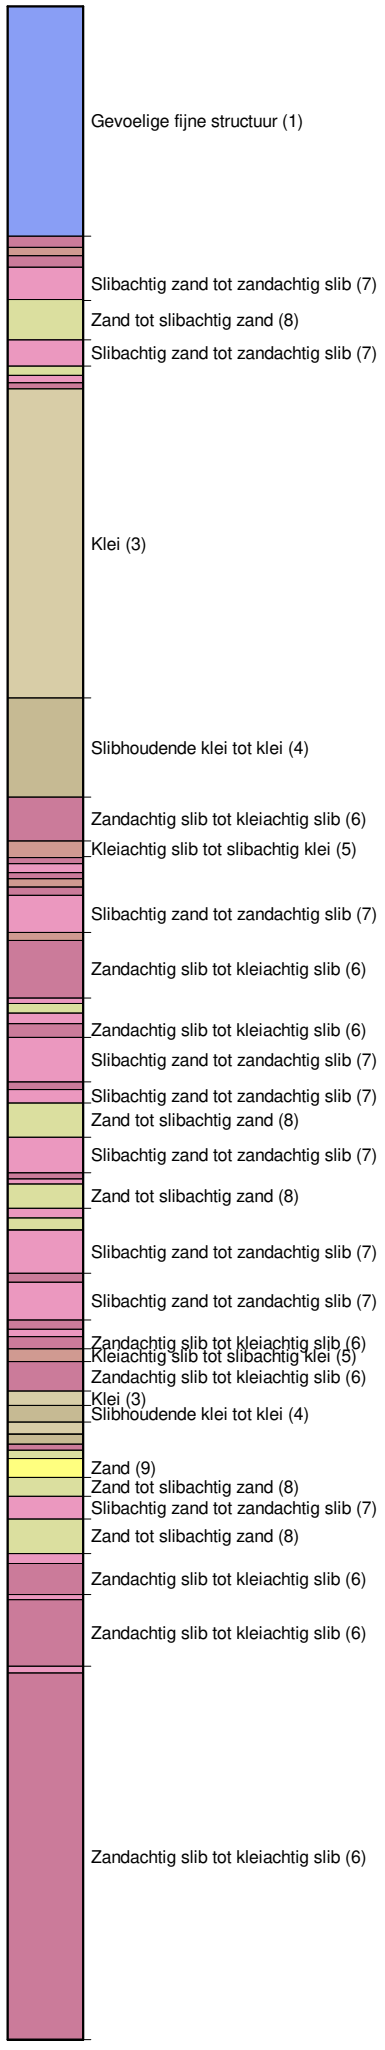 Gevoelige fijne structuur (1)
Slibachtig zand tot zandachtig slib (7)
Zand tot slibachtig zand (8)
Slibachtig zand tot zandachtig slib (7)
Klei (3)
Slibhoudende klei tot klei (4)
Zandachtig slib tot kleiachtig slib (6)
Kleiachtig slib tot slibachtig klei (5)
Slibachtig zand tot zandachtig slib (7)
Zandachtig slib tot kleiachtig slib (6)
Zandachtig slib tot kleiachtig slib (6)
Slibachtig zand tot zandachtig slib (7)
Slibachtig zand tot zandachtig slib (7)
Zand tot slibachtig zand (8)
Slibachtig zand tot zandachtig slib (7)
Zand tot slibachtig zand (8)
Slibachtig zand tot zandachtig slib (7)
Slibachtig zand tot zandachtig slib (7)
Zandachtig slib tot kleiachtig slib (6)
Kleiachtig slib tot slibachtig klei (5)
Zandachtig slib tot kleiachtig slib (6)
Klei (3)
Slibhoudende klei tot klei (4)
Zand (9)
Zand tot slibachtig zand (8)
Slibachtig zand tot zandachtig slib (7)
Zand tot slibachtig zand (8)
Zandachtig slib tot kleiachtig slib (6)
Zandachtig slib tot kleiachtig slib (6)
Zandachtig slib tot kleiachtig slib (6)